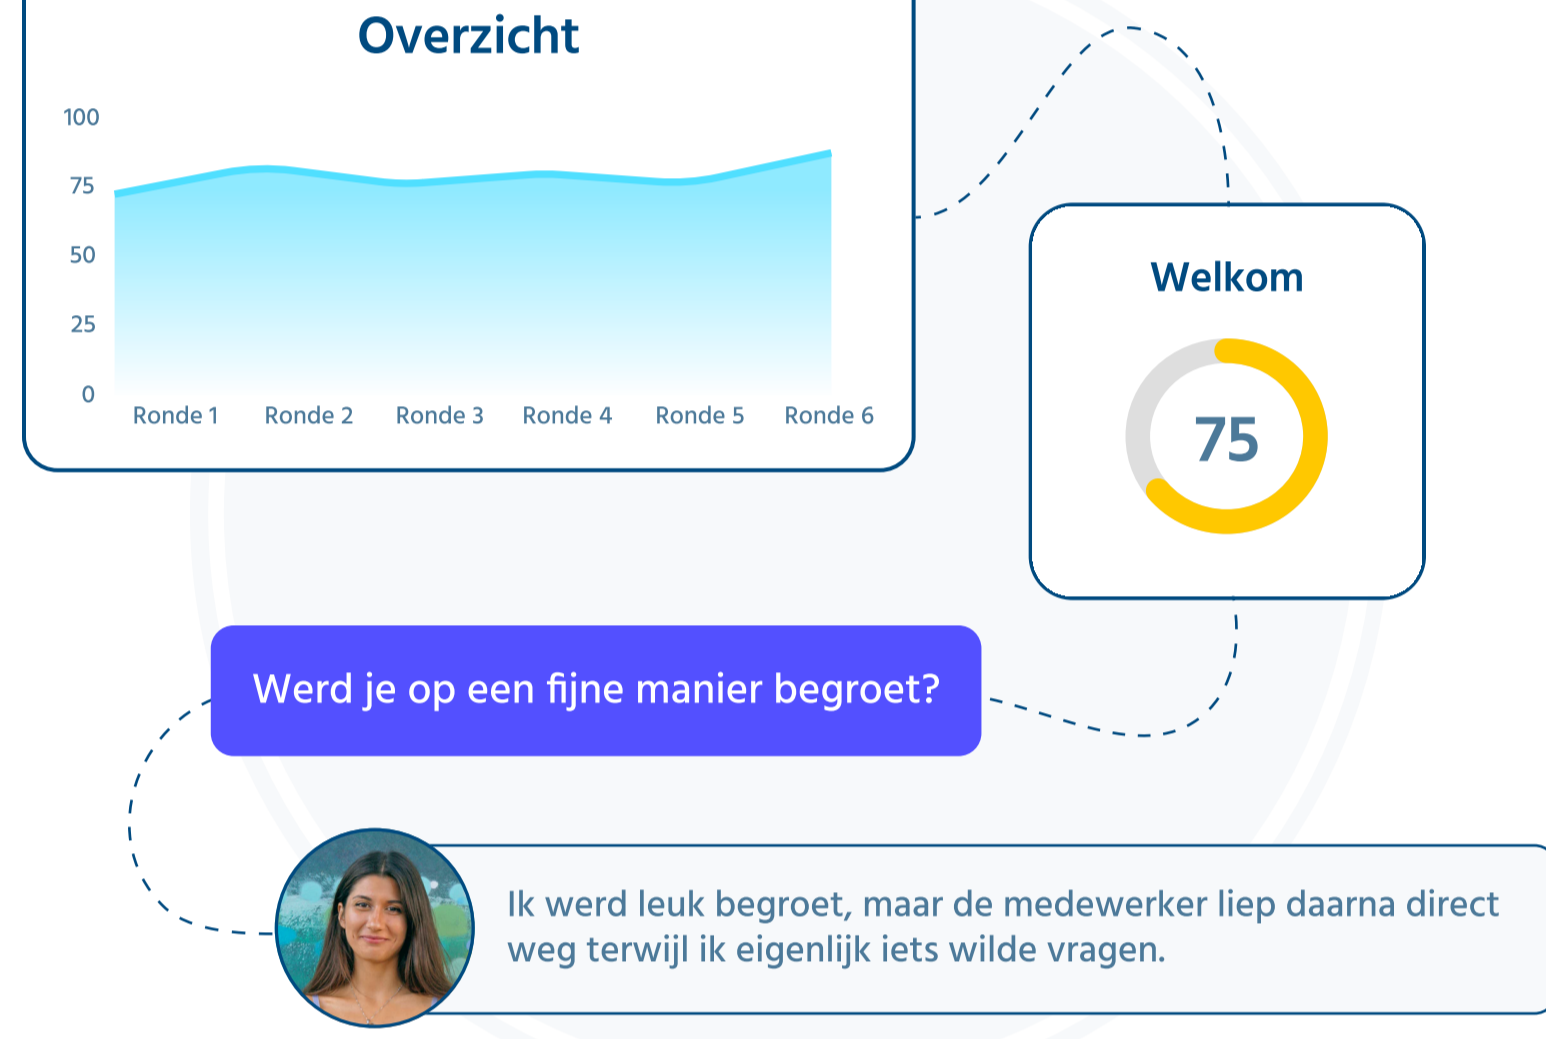 Overzicht
100
75
50
25
0
Ronde 1 Ronde 2 Ronde 3 Ronde 4 Ronde 5 Ronde 6
Welkom
75
Werd je op een fijne manier begroet?
Ik werd leuk begroet, maar de medewerker liep daarna direct
weg terwijl ik eigenlijk iets wilde vragen.